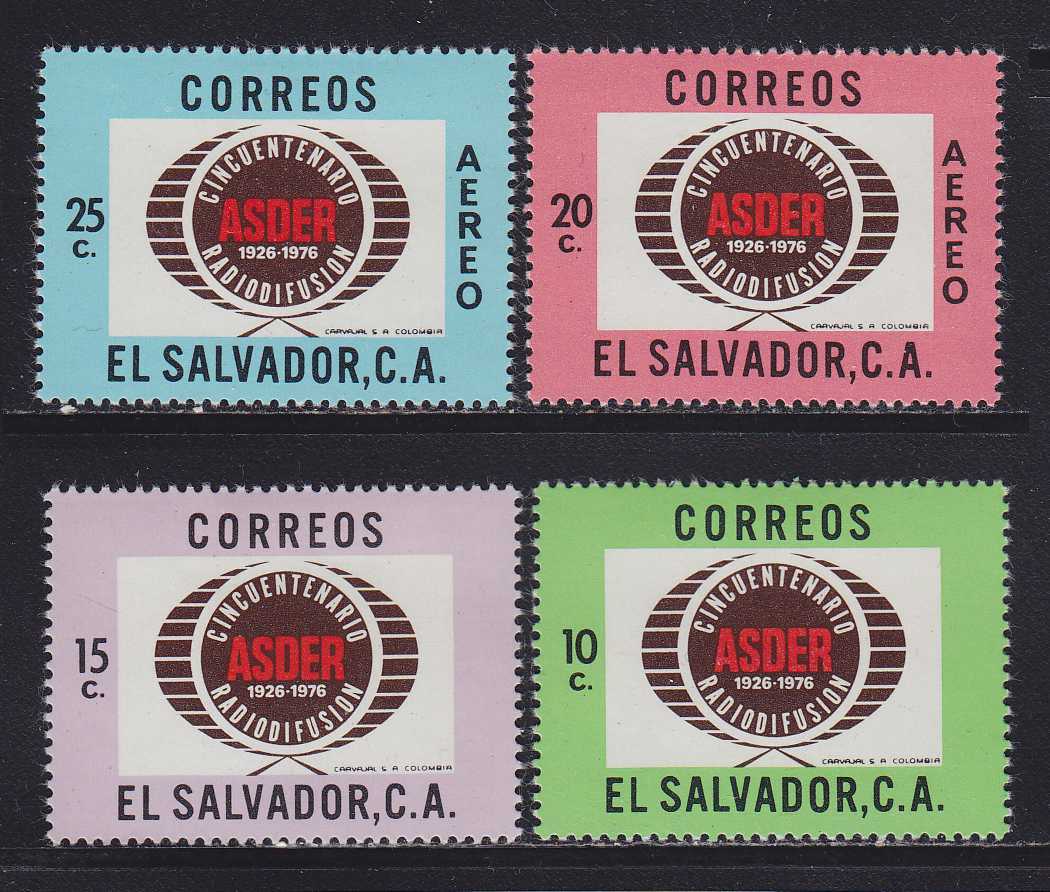 CORREOS
25 c.
AEREO
CINCUENTENARIO
ASDER
1926-1976
RADIODIFUSION
CARVAJAL S A COLOMBIA
EL SALVADOR, C.A.
CORREOS
20 c.
AEREO
CINCUENTENARIO
ASDER
1926-1976
RADIODIFUSION
CARVAJAL S A COLOMBIA
EL SALVADOR, C.A.
CORREOS
15 c.
CINCUENTENARIO
ASDER
1926-1976
RADIODIFUSION
CARVAJAL S A COLOMBIA
EL SALVADOR, C.A.
CORREOS
10 c.
CINCUENTENARIO
ASDER
1926-1976
RADIODIFUSION
CARVAJAL S A COLOMBIA
EL SALVADOR, C.A.